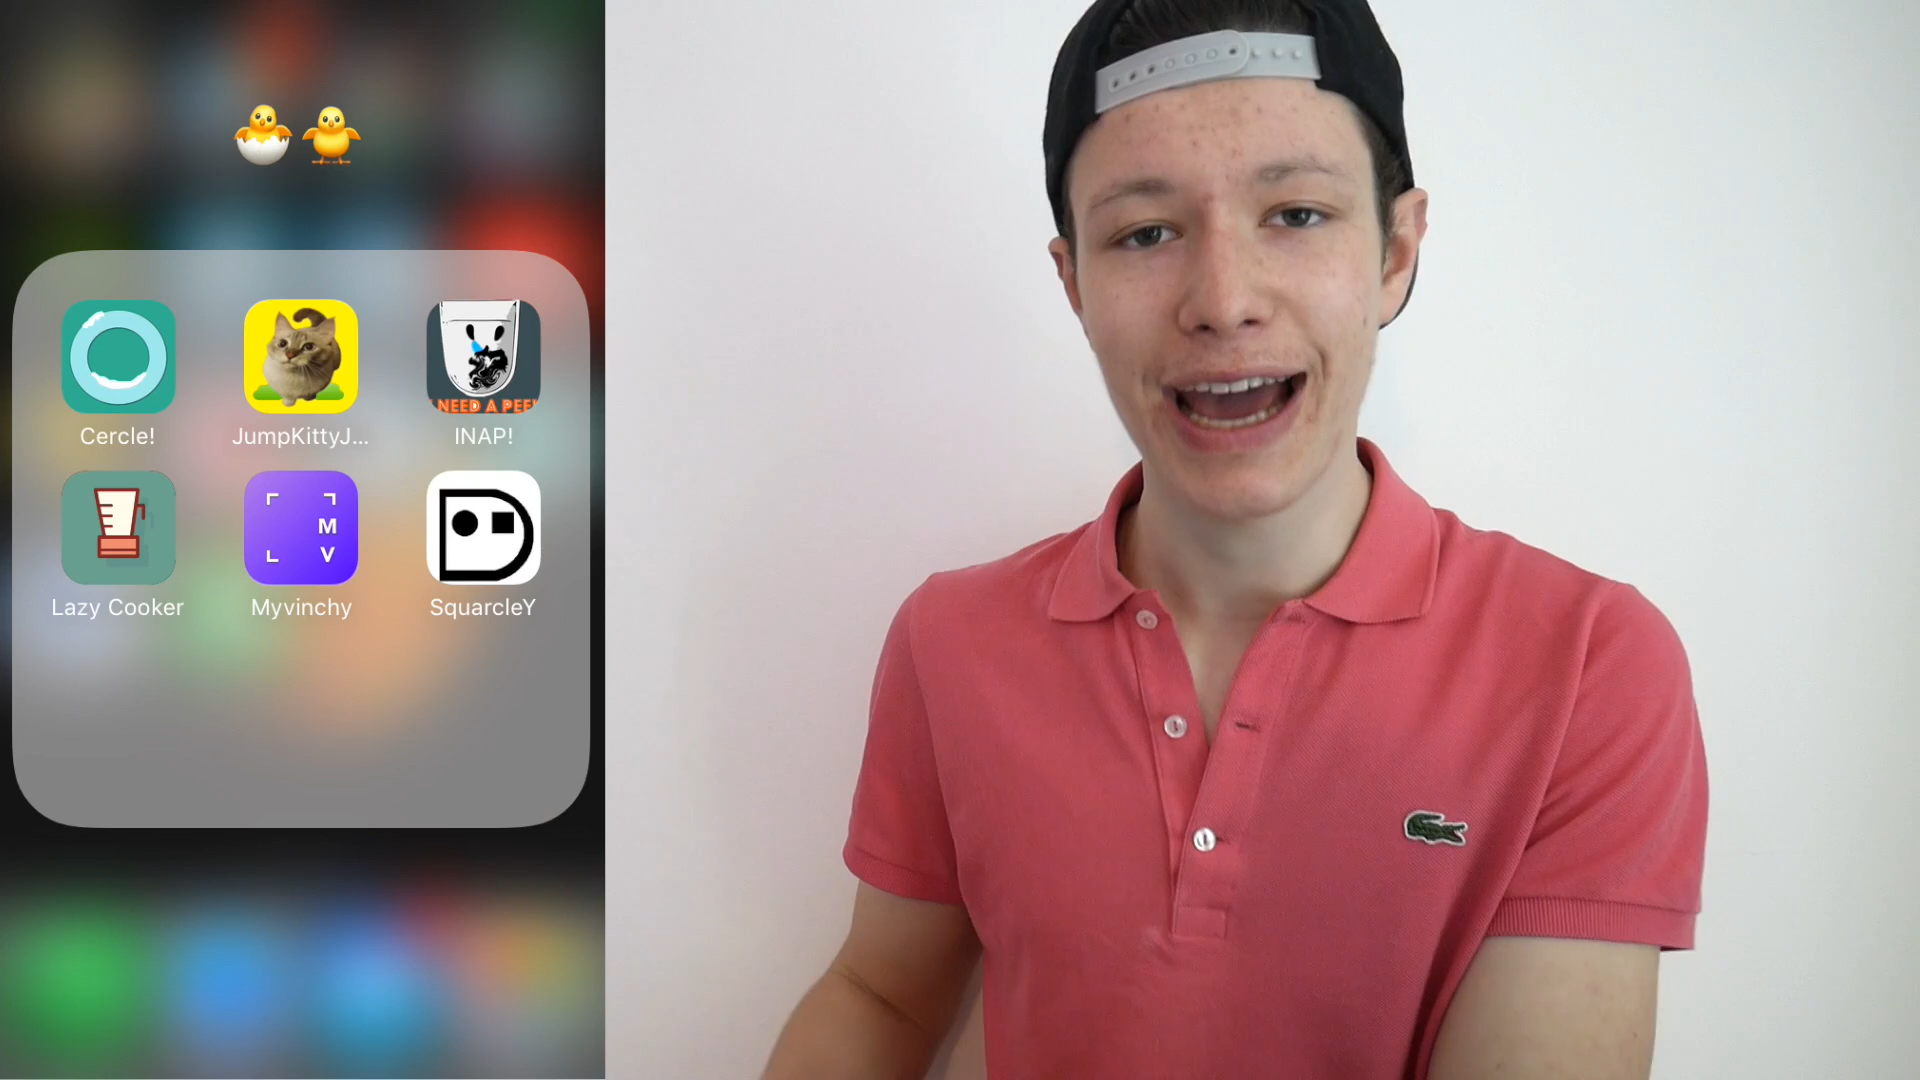 Cercle!
JumpKittyJ...
NEED A PEE
INAP!
M
V
Lazy Cooker
Myvinchy
SquarcleY